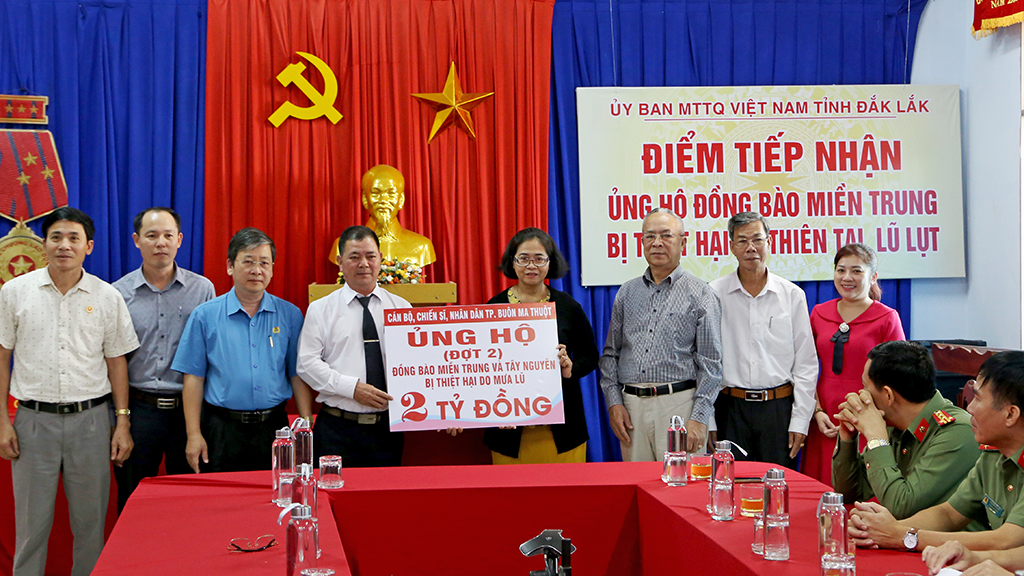 ỦY BAN MTTQ VIỆT NAM TỈNH ĐẮK LẮK
ĐIỂM TIẾP NHẬN
ỦNG HỘ ĐỒNG BÀO MIỀN TRUNG
BỊ HẠI THIÊN TAI, LŨ LỤT
CÁN BỘ, CHIẾN SĨ, NHÂN DÂN TP. BUÔN MA THUỘT
ỦNG HỘ
(ĐỢT 2)
ĐỒNG BÀO MIỀN TRUNG VÀ TÂY NGUYÊN
BỊ THIỆT HẠI DO MƯA LŨ
2 TỶ ĐỒNG